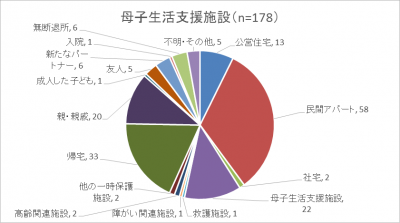 母子生活支援施設（n=178）
無断退所, 6
入院, 1
不明・その他, 5
公営住宅, 13
新たなパー
トナー, 6
友人, 5
成人した子ども, 1
民間アパート, 58
親・親戚, 20
帰宅, 33
社宅, 2
他の一時保護
施設, 2
母子生活支援施設,
22
高齢関連施設, 2
障がい関連施設, 1
救護施設, 1